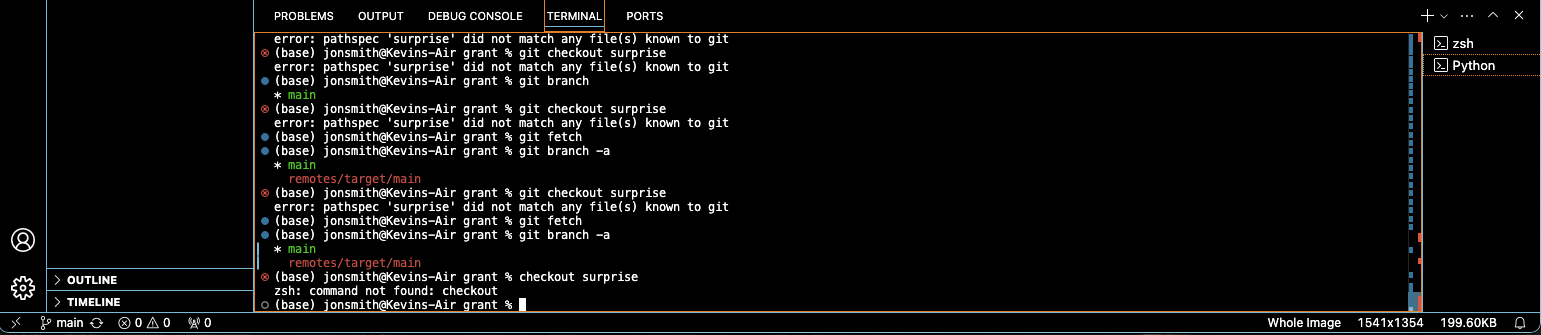 PROBLEMS OUTPUT DEBUG CONSOLE TERMINAL PORTS
error: pathspec 'surprise' did not match any file(s) known to git
(base) jonsmith@Kevins-Air grant % git checkout surprise
error: pathspec 'surprise' did not match any file(s) known to git
(base) jonsmith@Kevins-Air grant % git branch
* main
(base) jonsmith@Kevins-Air grant % git checkout surprise
error: pathspec 'surprise' did not match any file(s) known to git
(base) jonsmith@Kevins-Air grant % git fetch
(base) jonsmith@Kevins-Air grant % git branch -a
* main
remotes/target/main
(base) jonsmith@Kevins-Air grant % git checkout surprise
error: pathspec 'surprise' did not match any file(s) known to git
(base) jonsmith@Kevins-Air grant % git fetch
(base) jonsmith@Kevins-Air grant % git branch -a
* main
remotes/target/main
(base) jonsmith@Kevins-Air grant % checkout surprise
zsh: command not found: checkout
(base) jonsmith@Kevins-Air grant %
zsh
Python
OUTLINE
TIMELINE
main 0 0 0 Whole Image 1541x1354 199.60KB